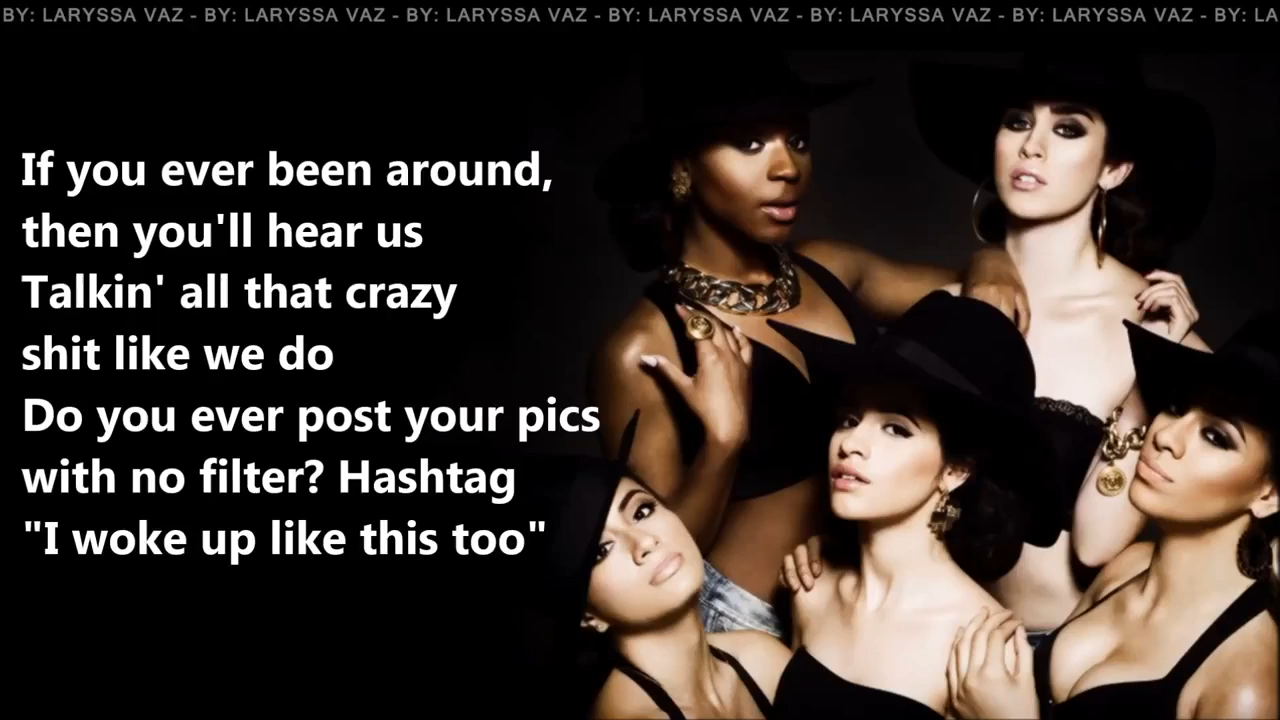 BY: LARYSSA VAZ - BY: LARYSSA VAZ - BY: LARYSSA VAZ - BY: LARYSSA VAZ - BY: LARYSSA VAZ - BY: LARYSSA VAZ - BY: LA
If you ever been around,
then you'll hear us
Talkin' all that crazy
shit like we do
Do you ever post your pics
with no filter? Hashtag
"I woke up like this too"